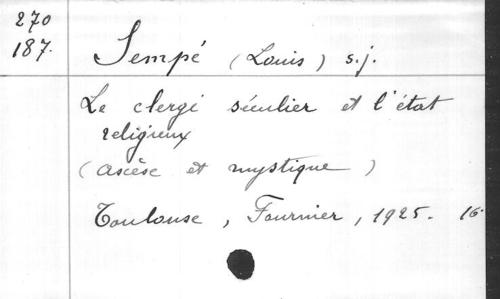 270
187.
Sempé (Louis) s.j.
Le clergé séculier et l'état
religieux
(ascèse et mystique)
Toulouse, Fournier, 1925. 16